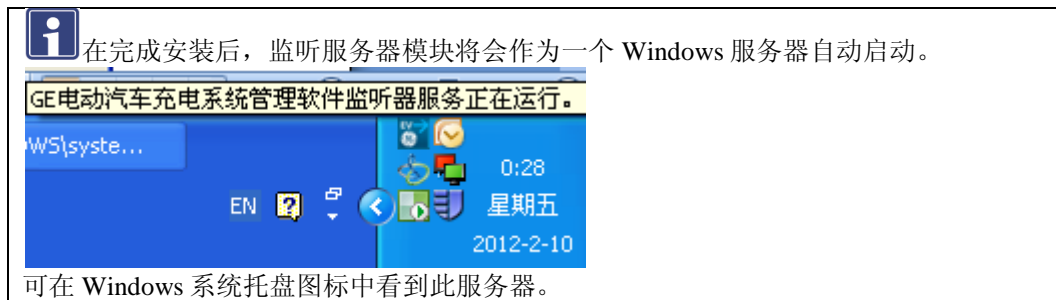 在完成安装后，监听服务器模块将会作为一个 Windows 服务器自动启动。
GE电动汽车充电系统管理软件监听器服务正在运行。
WS\syste...
0:28
EN
星期五
2012-2-10
可在 Windows 系统托盘图标中看到此服务器。